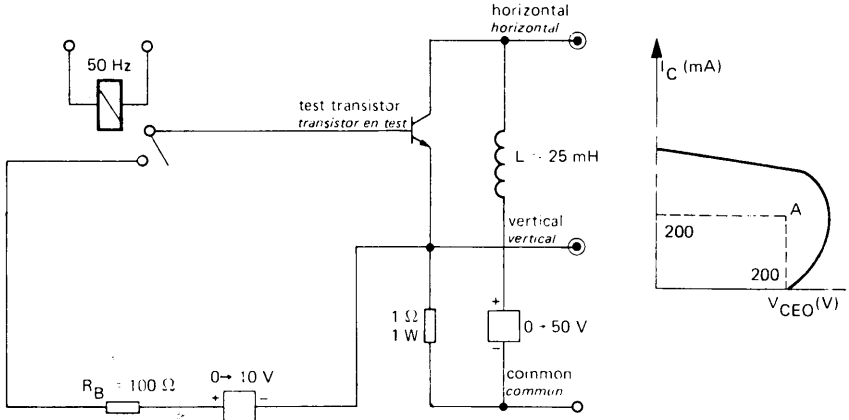 horizontal
horizontal
50 Hz
test transistor
transistor en test
L = 25 mH
vertical
vertical
1 Ω
1 W
+
0→50 V
−
common
commun
R_B = 100 Ω
0→ 10 V
+
−
I_C (mA)
A
200
200
V_CEO (V)